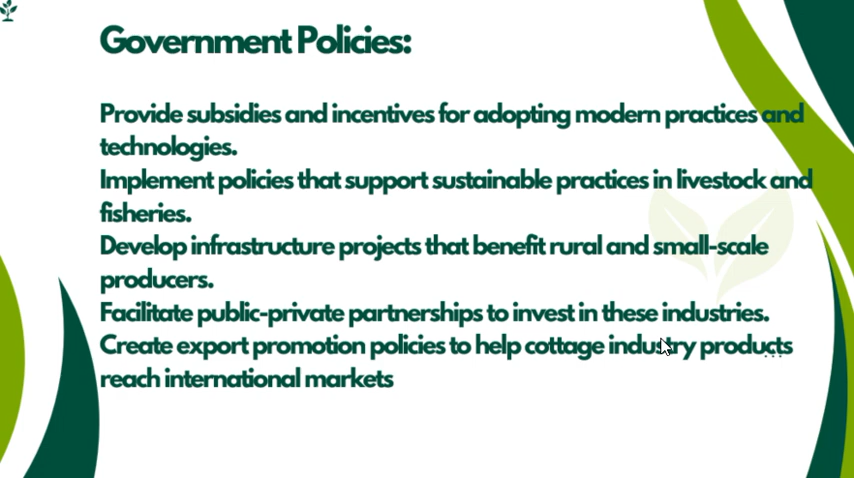 Government Policies:
Provide subsidies and incentives for adopting modern practices and
technologies.
Implement policies that support sustainable practices in livestock and
fisheries.
Develop infrastructure projects that benefit rural and small-scale
producers.
Facilitate public-private partnerships to invest in these industries.
Create export promotion policies to help cottage industry products
reach international markets